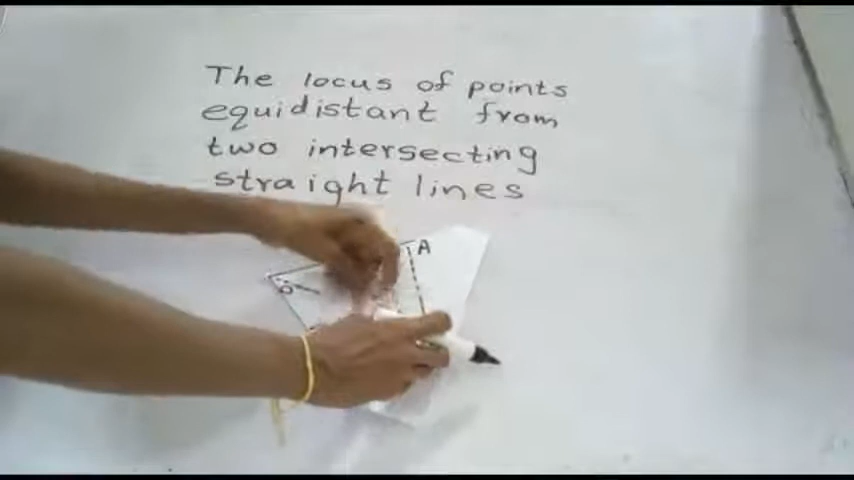 The locus of points
equidistant from
two intersecting
straight lines
A